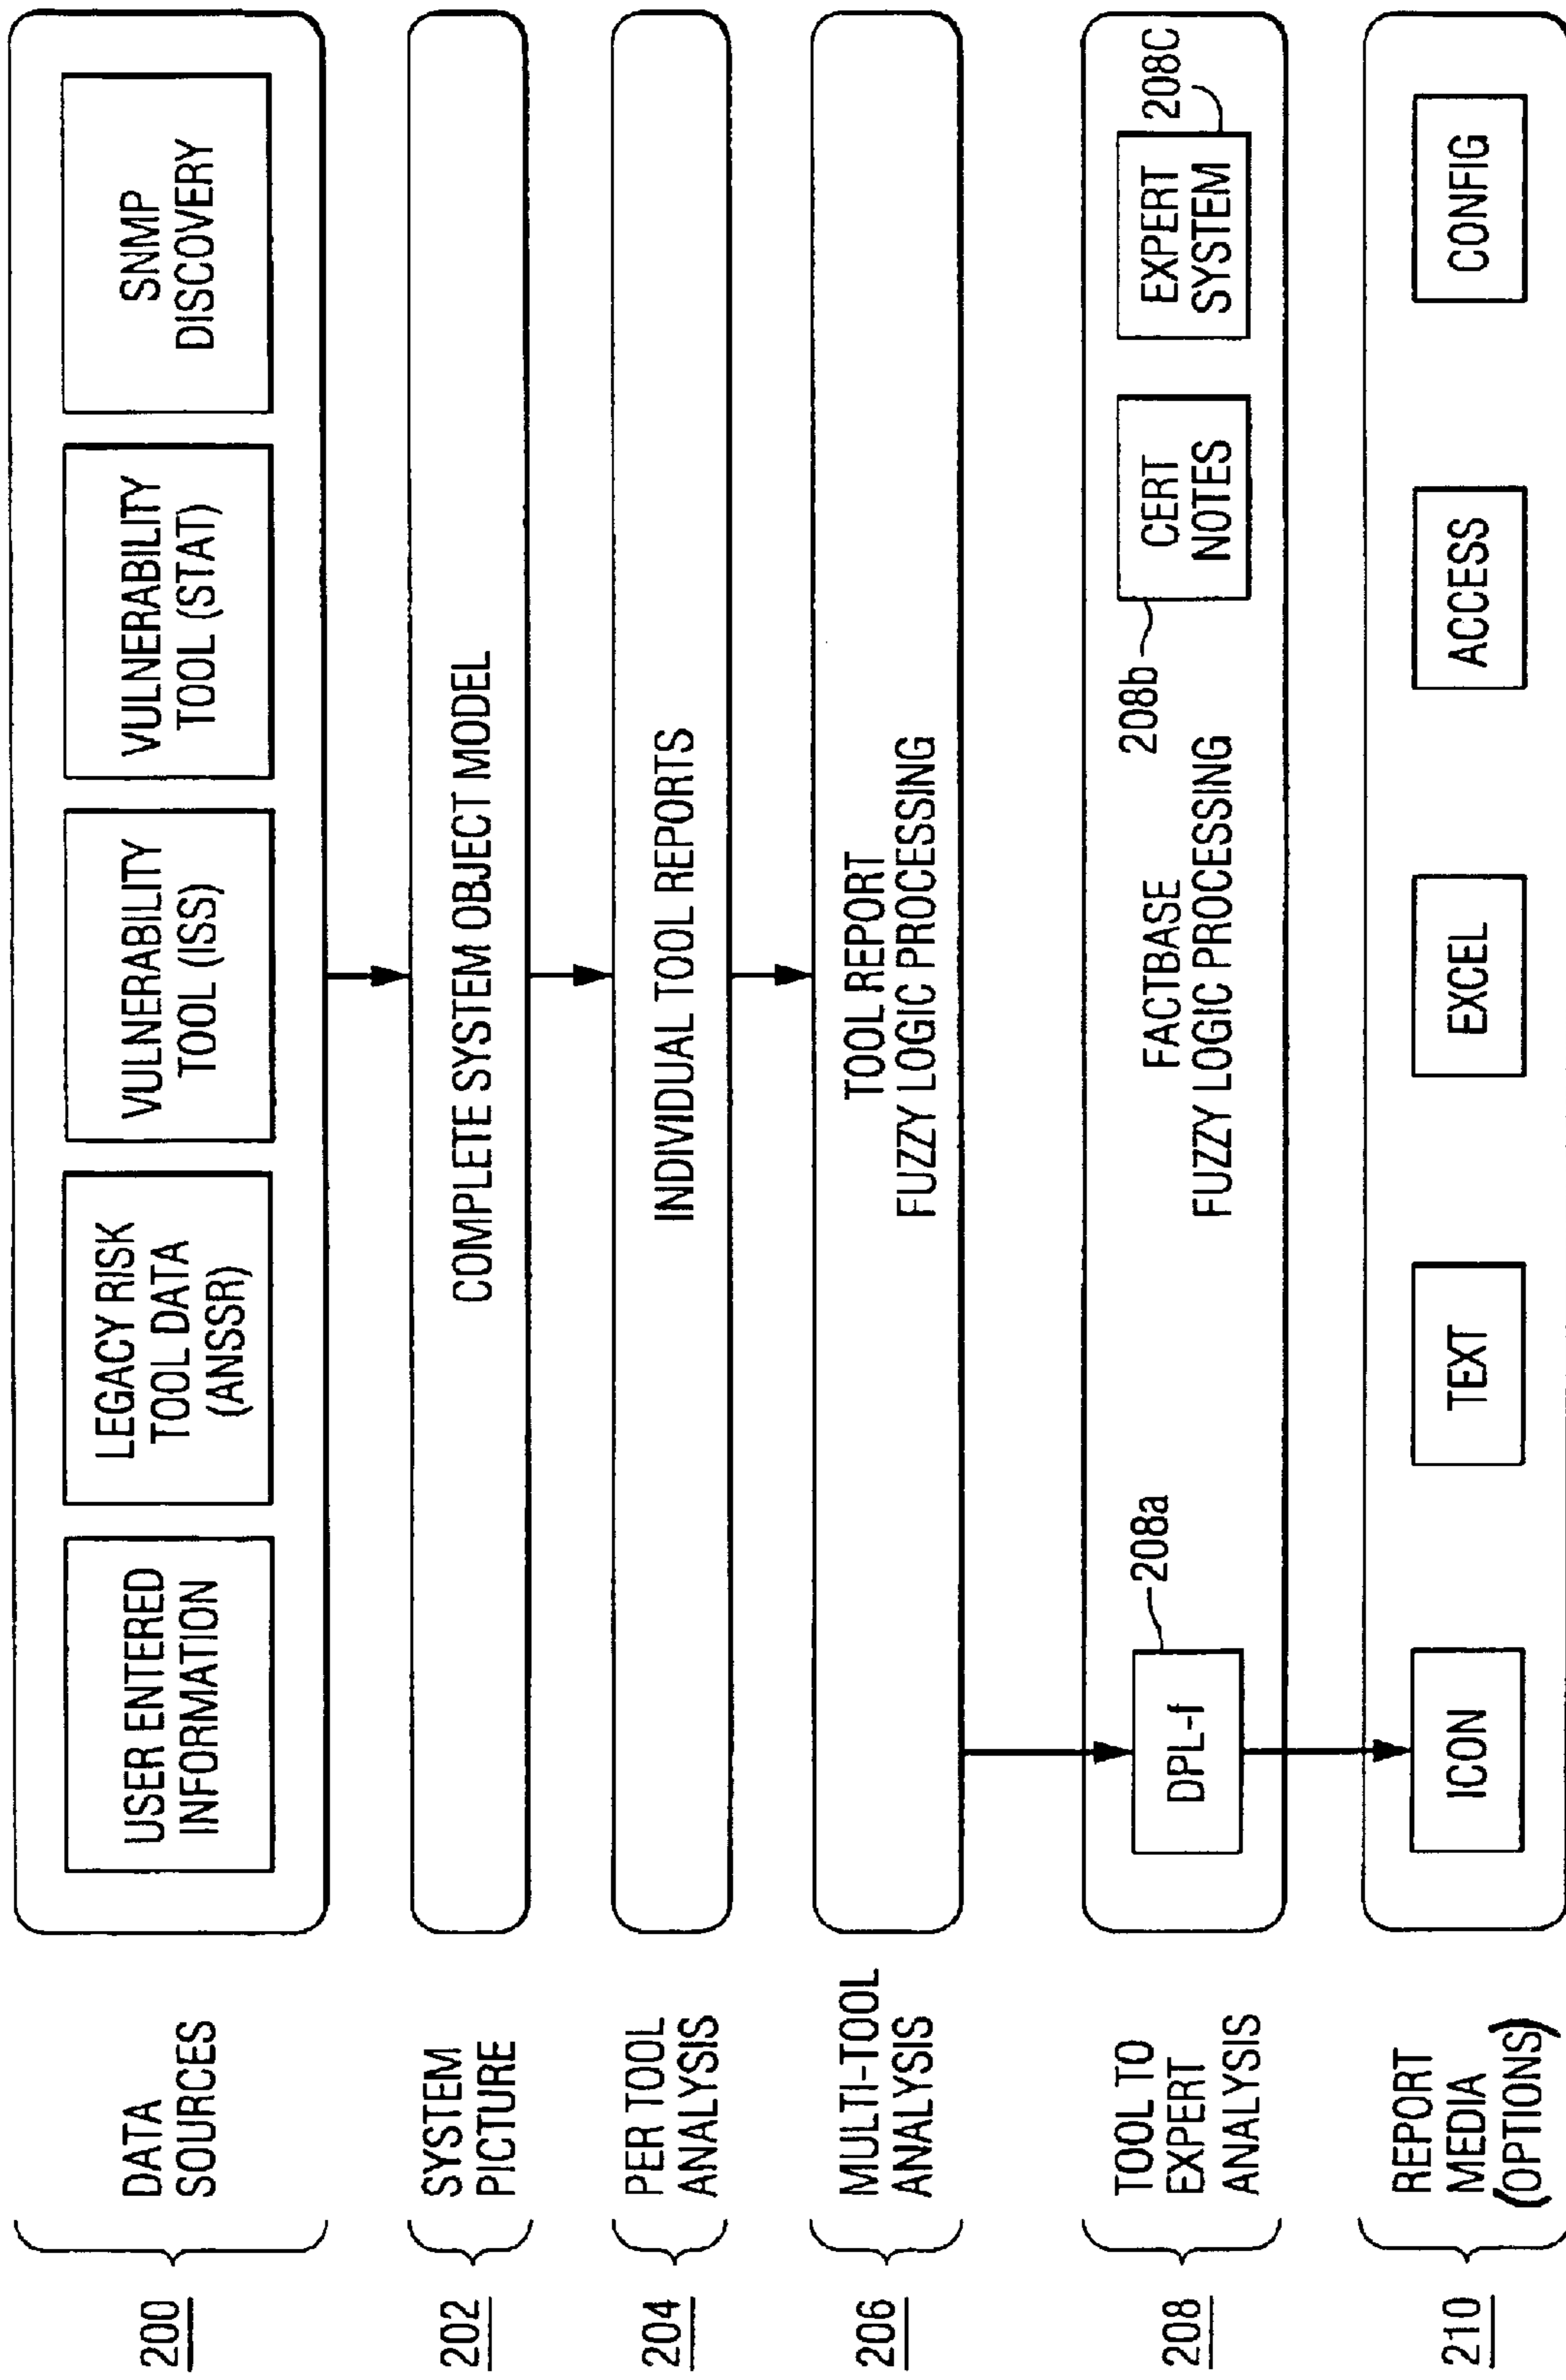 200
DATA
SOURCES
USER ENTERED
INFORMATION
LEGACY RISK
TOOL DATA
(ANSSR)
VULNERABILITY
TOOL (ISS)
VULNERABILITY
TOOL (STAT)
SNMP
DISCOVERY
202
SYSTEM
PICTURE
COMPLETE SYSTEM OBJECT MODEL
204
PER TOOL
ANALYSIS
INDIVIDUAL TOOL REPORTS
206
MULTI-TOOL
ANALYSIS
TOOL REPORT
FUZZY LOGIC PROCESSING
208
TOOL TO
EXPERT
ANALYSIS
DPL-f
208a
FACTBASE
FUZZY LOGIC PROCESSING
208b
CERT
NOTES
EXPERT
SYSTEM
208C
210
REPORT
MEDIA
(OPTIONS)
ICON
TEXT
EXCEL
ACCESS
CONFIG